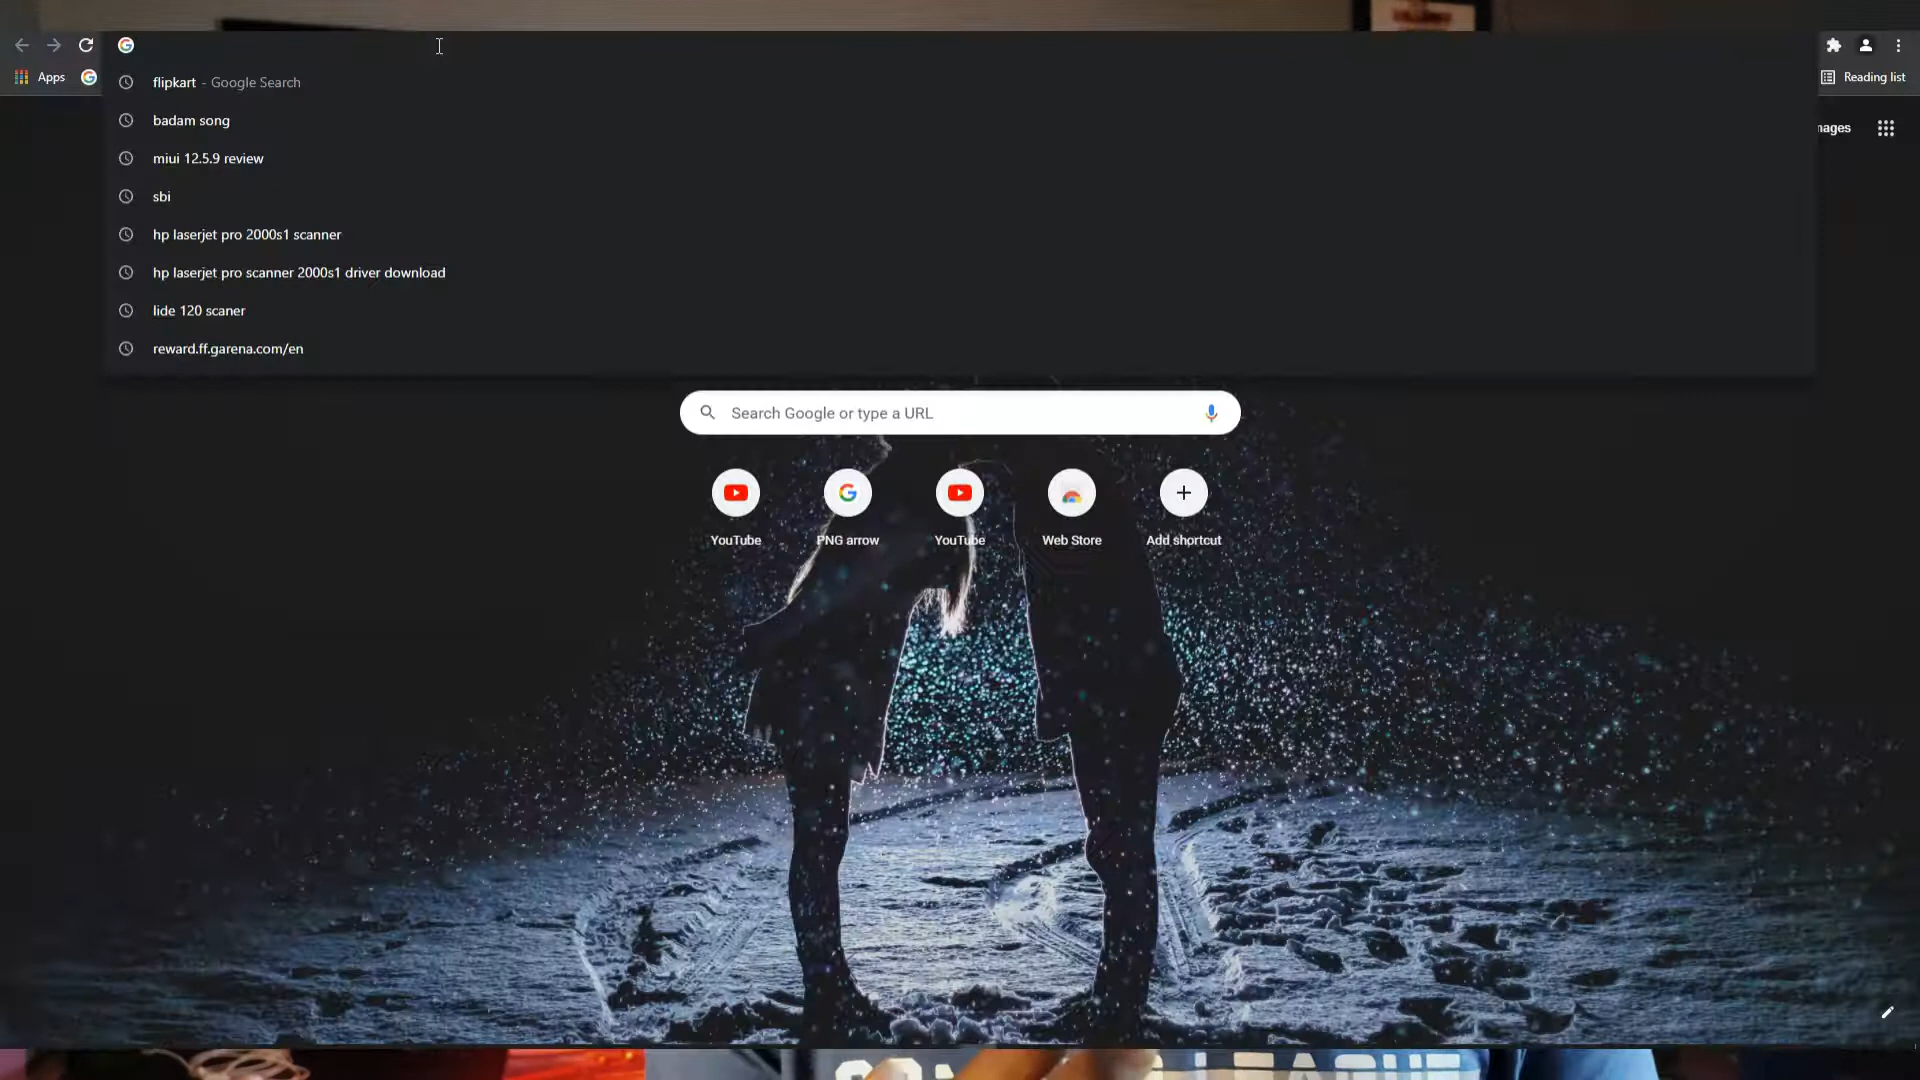 flipkart - Google Search
Apps
Reading list
badam song
mages
miui 12.5.9 review
sbi
hp laserjet pro 2000s1 scanner
hp laserjet pro scanner 2000s1 driver download
lide 120 scaner
reward.ff.garena.com/en
Search Google or type a URL
YouTube
PNG arrow
YouTube
Web Store
Add shortcut
LEAGUE